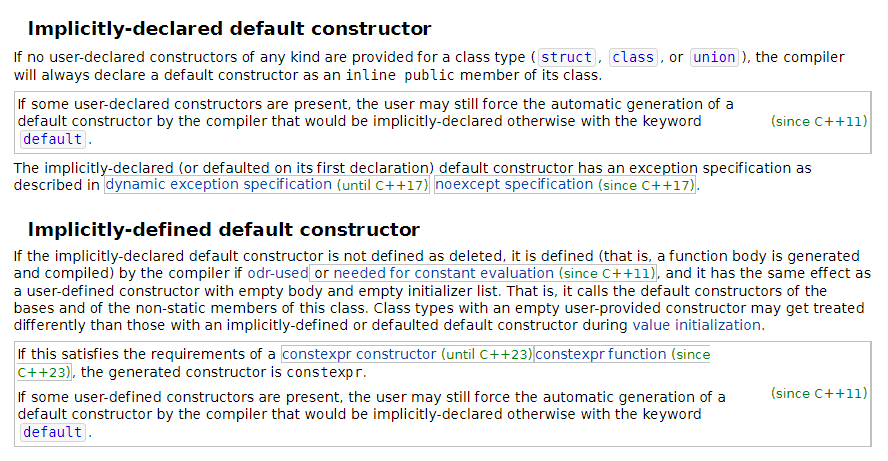 Implicitly-declared default constructor
If no user-declared constructors of any kind are provided for a class type ( struct , class , or union ), the compiler
will always declare a default constructor as an inline public member of its class.
If some user-declared constructors are present, the user may still force the automatic generation of a
default constructor by the compiler that would be implicitly-declared otherwise with the keyword
(since C++11)
default .
The implicitly-declared (or defaulted on its first declaration) default constructor has an exception specification as
described in dynamic exception specification (until C++17) noexcept specification (since C++17).
Implicitly-defined default constructor
If the implicitly-declared default constructor is not defined as deleted, it is defined (that is, a function body is generated
and compiled) by the compiler if odr-used or needed for constant evaluation (since C++11), and it has the same effect as
a user-defined constructor with empty body and empty initializer list. That is, it calls the default constructors of the
bases and of the non-static members of this class. Class types with an empty user-provided constructor may get treated
differently than those with an implicitly-defined or defaulted default constructor during value initialization.
If this satisfies the requirements of a constexpr constructor (until C++23)constexpr function (since
C++23), the generated constructor is constexpr.
If some user-defined constructors are present, the user may still force the automatic generation of a
default constructor by the compiler that would be implicitly-declared otherwise with the keyword
default .
(since C++11)